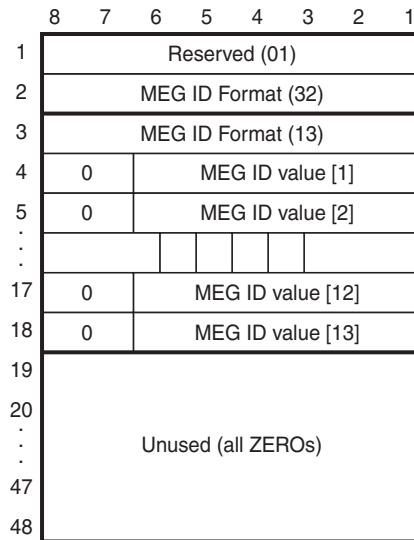 8 7 6 5 4 3 2 1
1 Reserved (01)
2 MEG ID Format (32)
3 MEG ID Format (13)
4 0 MEG ID value [1]
5 0 MEG ID value [2]
. . .
17 0 MEG ID value [12]
18 0 MEG ID value [13]
19
20
. . .
Unused (all ZEROs)
47
48